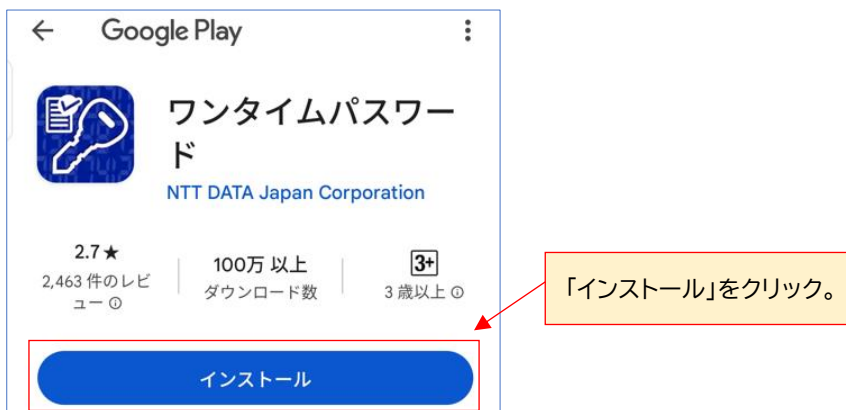 Google Play
ワンタイムパスワー
ド
NTT DATA Japan Corporation
2.7★
2,463 件のレビ
ュー
100万 以上
ダウンロード数
3+
3 歳以上
「インストール」をクリック。
インストール